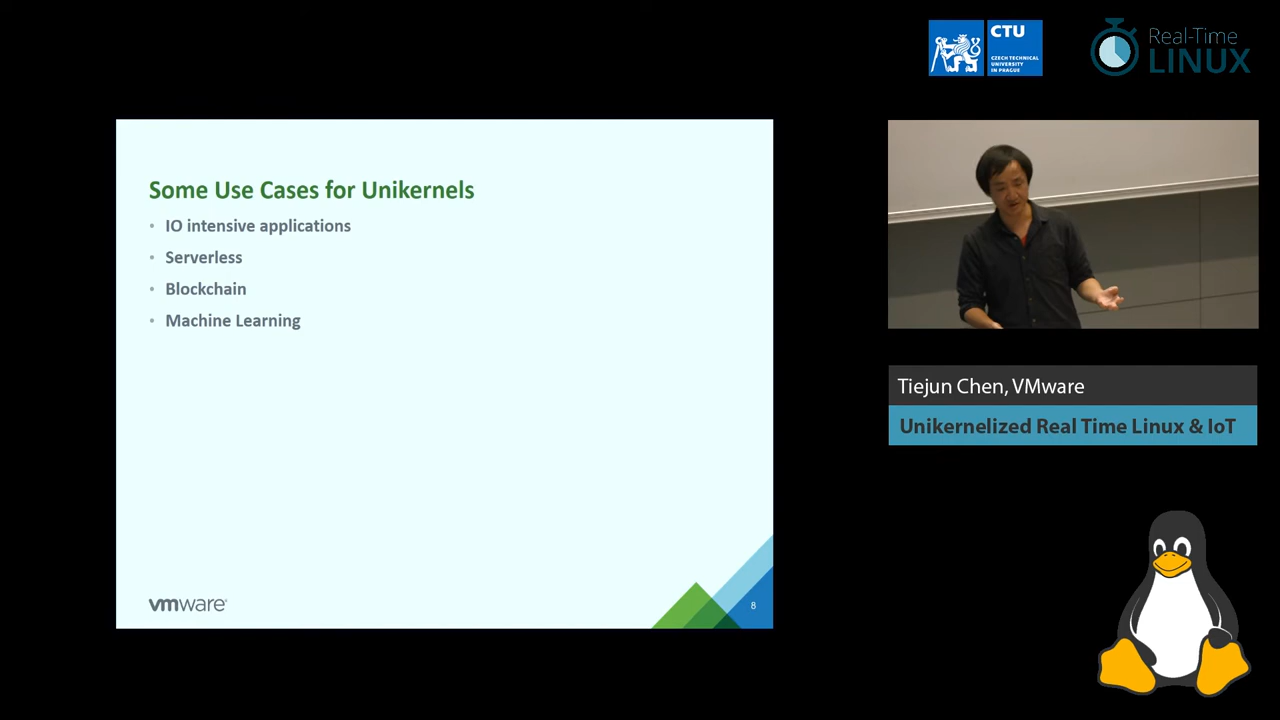 CTU
CZECH TECHNICAL
UNIVERSITY
IN PRAGUE
Real-Time
LINUX
Some Use Cases for Unikernels
• IO intensive applications
• Serverless
• Blockchain
• Machine Learning
vmware®
8
Tiejun Chen, VMware
Unikernelized Real Time Linux & IoT